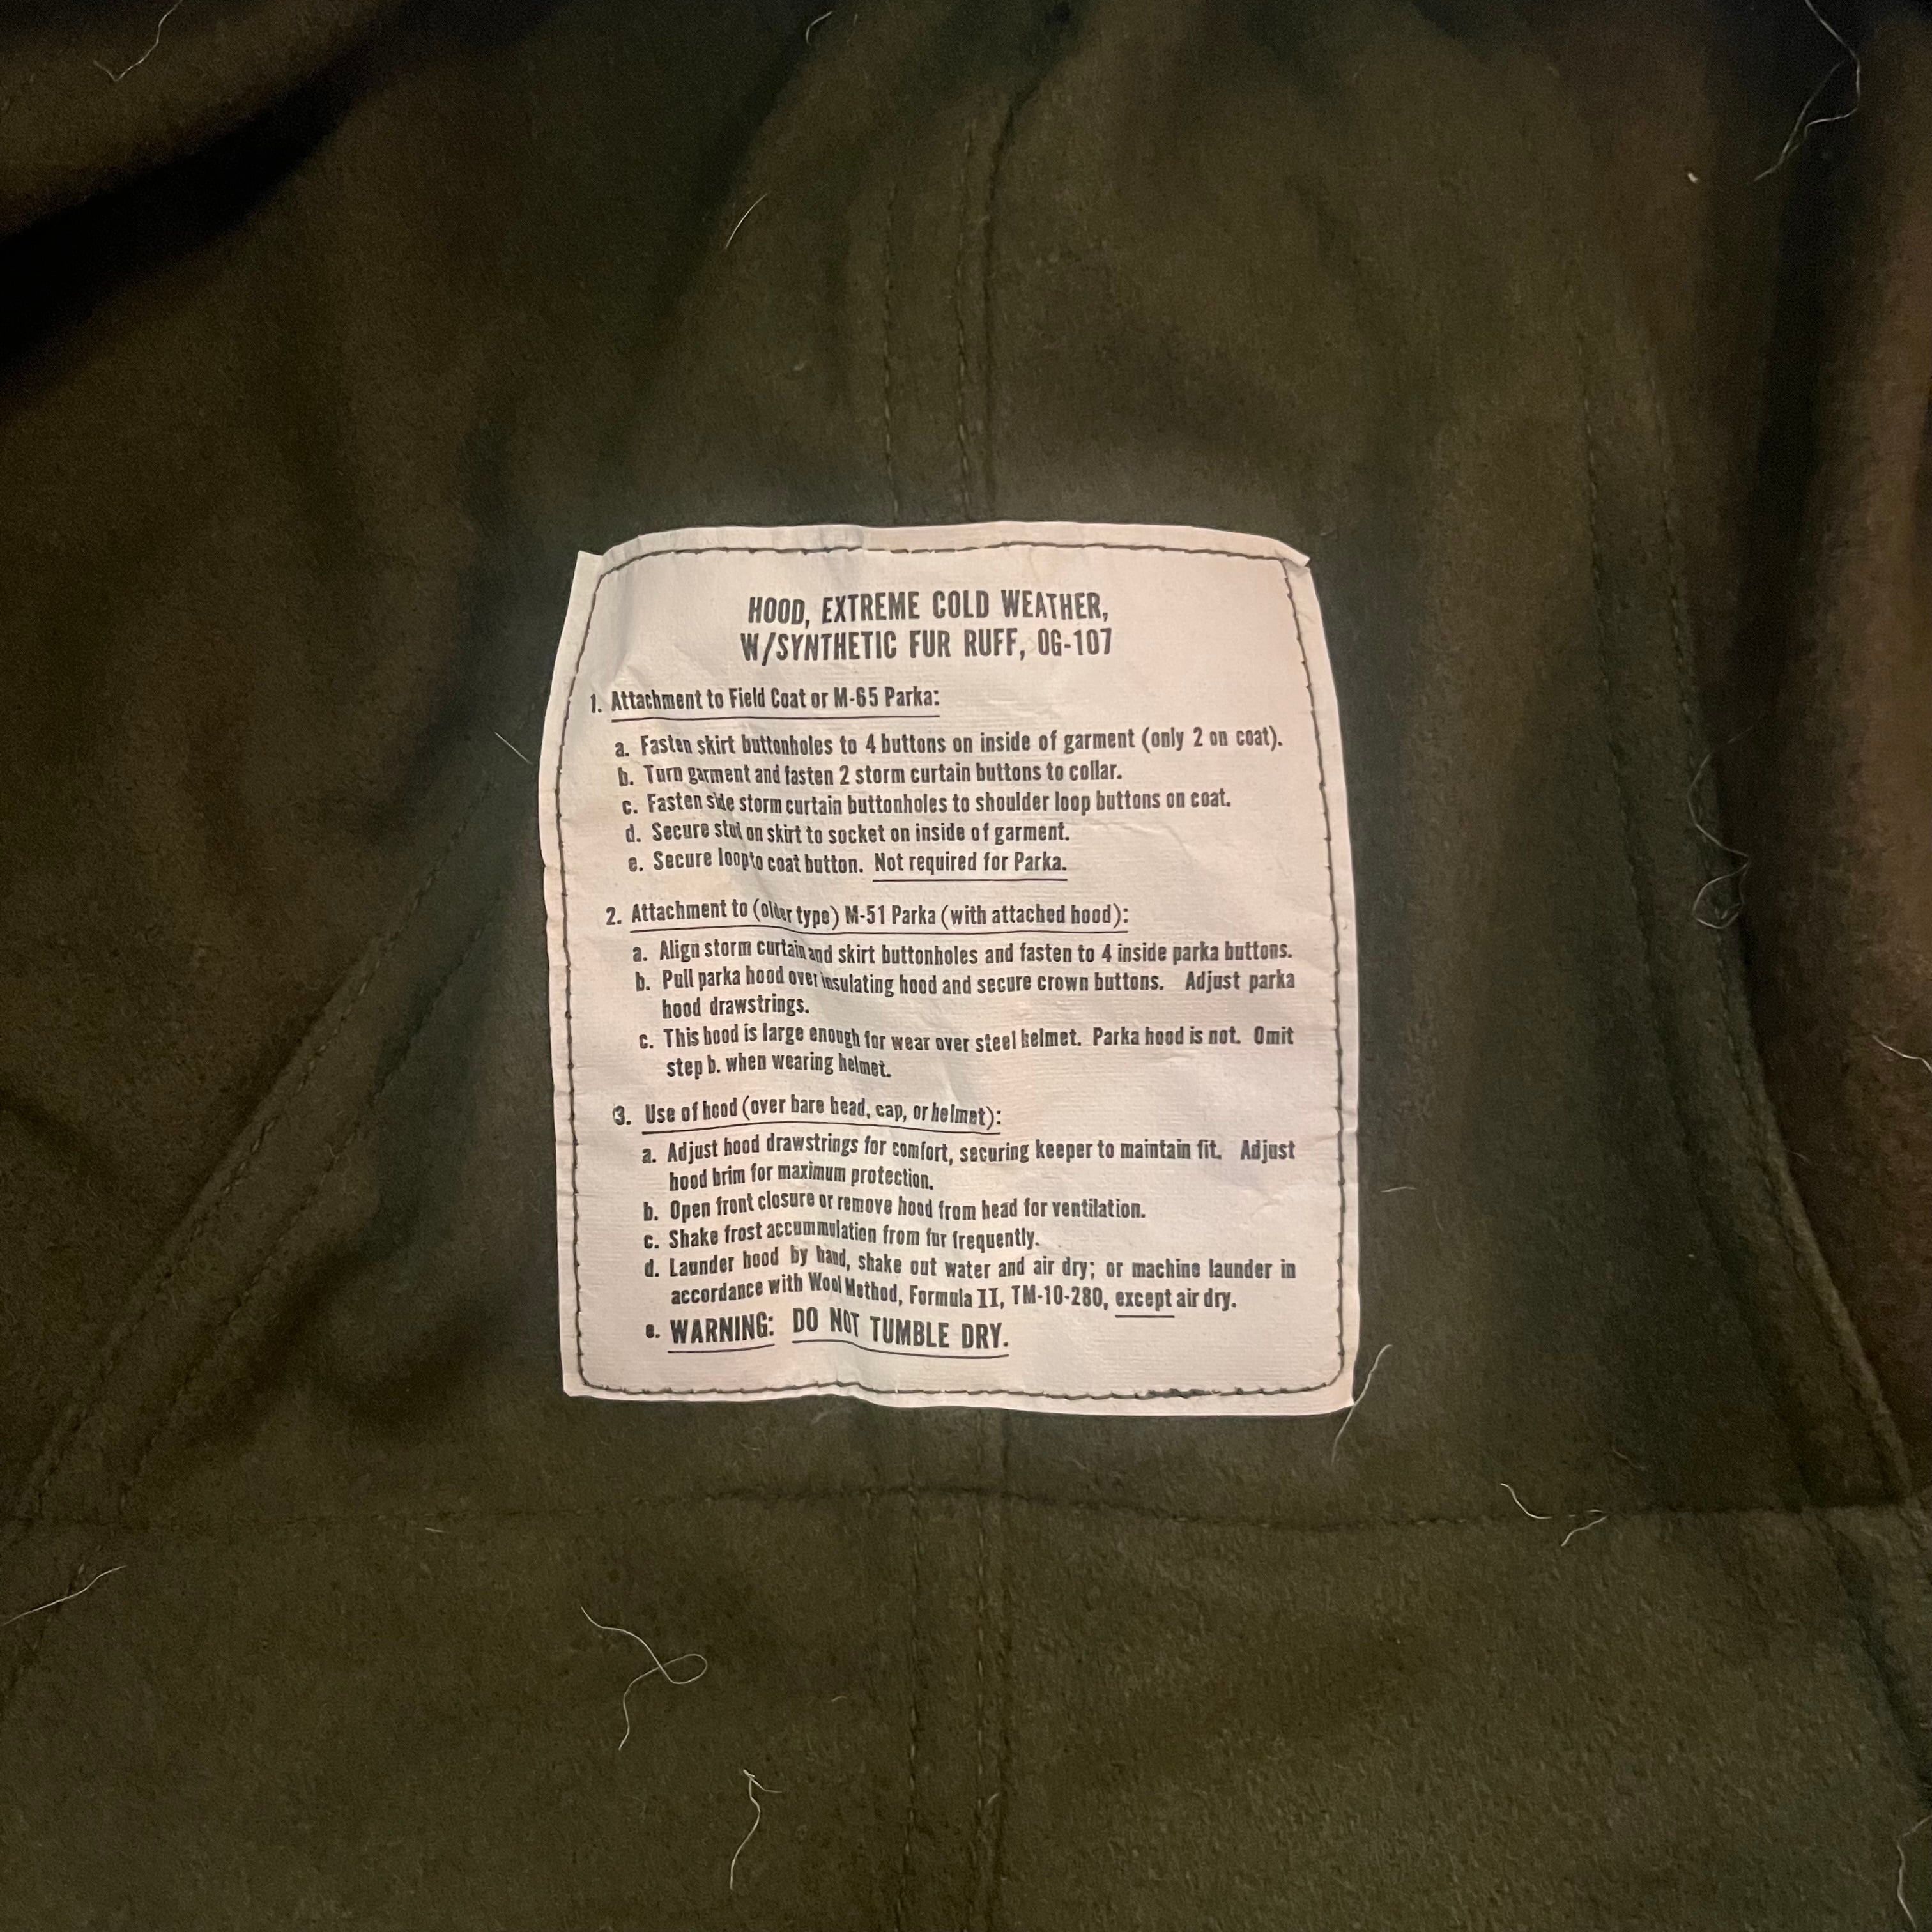 HOOD, EXTREME COLD WEATHER,
W/SYNTHETIC FUR RUFF, OG-107
1. Attachment to Field Coat or M-65 Parka:
a. Fasten skirt buttonholes to 4 buttons on inside of garment (only 2 on coat).
b. Turn garment and fasten 2 storm curtain buttons to collar.
c. Fasten side storm curtain buttonholes to shoulder loop buttons on coat.
d. Secure stud on skirt to socket on inside of garment.
e. Secure loop to coat button. Not required for Parka.
2. Attachment to (older type) M-51 Parka (with attached hood):
a. Align storm curtain and skirt buttonholes and fasten to 4 inside parka buttons.
b. Pull parka hood over insulating hood and secure crown buttons. Adjust parka
hood drawstrings.
c. This hood is large enough for wear over steel helmet. Parka hood is not. Omit
step b. when wearing helmet.
3. Use of hood (over bare head, cap, or helmet):
a. Adjust hood drawstrings for comfort, securing keeper to maintain fit. Adjust
hood brim for maximum protection.
b. Open front closure or remove hood from head for ventilation.
c. Shake frost accummulation from fur frequently.
d. Launder hood by hand, shake out water and air dry; or machine launder in
accordance with Wool Method, Formula II, TM-10-280, except air dry.
e. WARNING: DO NOT TUMBLE DRY.